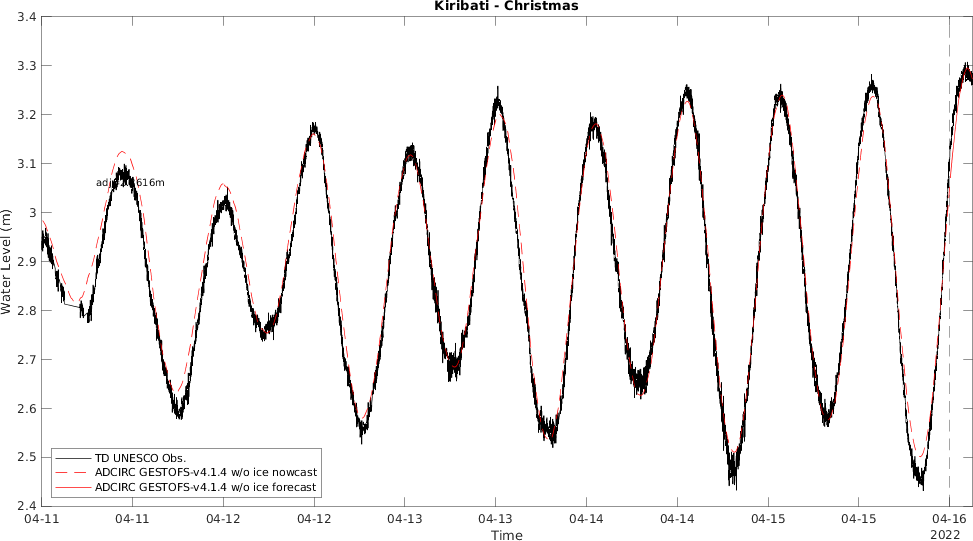 Kiribati - Christmas
3.4
3.3
3.2
3.1
3
2.9
2.8
2.7
2.6
2.5
2.4
Water Level (m)
616m
TD UNESCO Obs.
ADCIRC GESTOFS-v4.1.4 w/o ice nowcast
ADCIRC GESTOFS-v4.1.4 w/o ice forecast
04-11 04-11 04-12 04-12 04-13 04-13 04-14 04-14 04-15 04-15 04-16
2022
Time